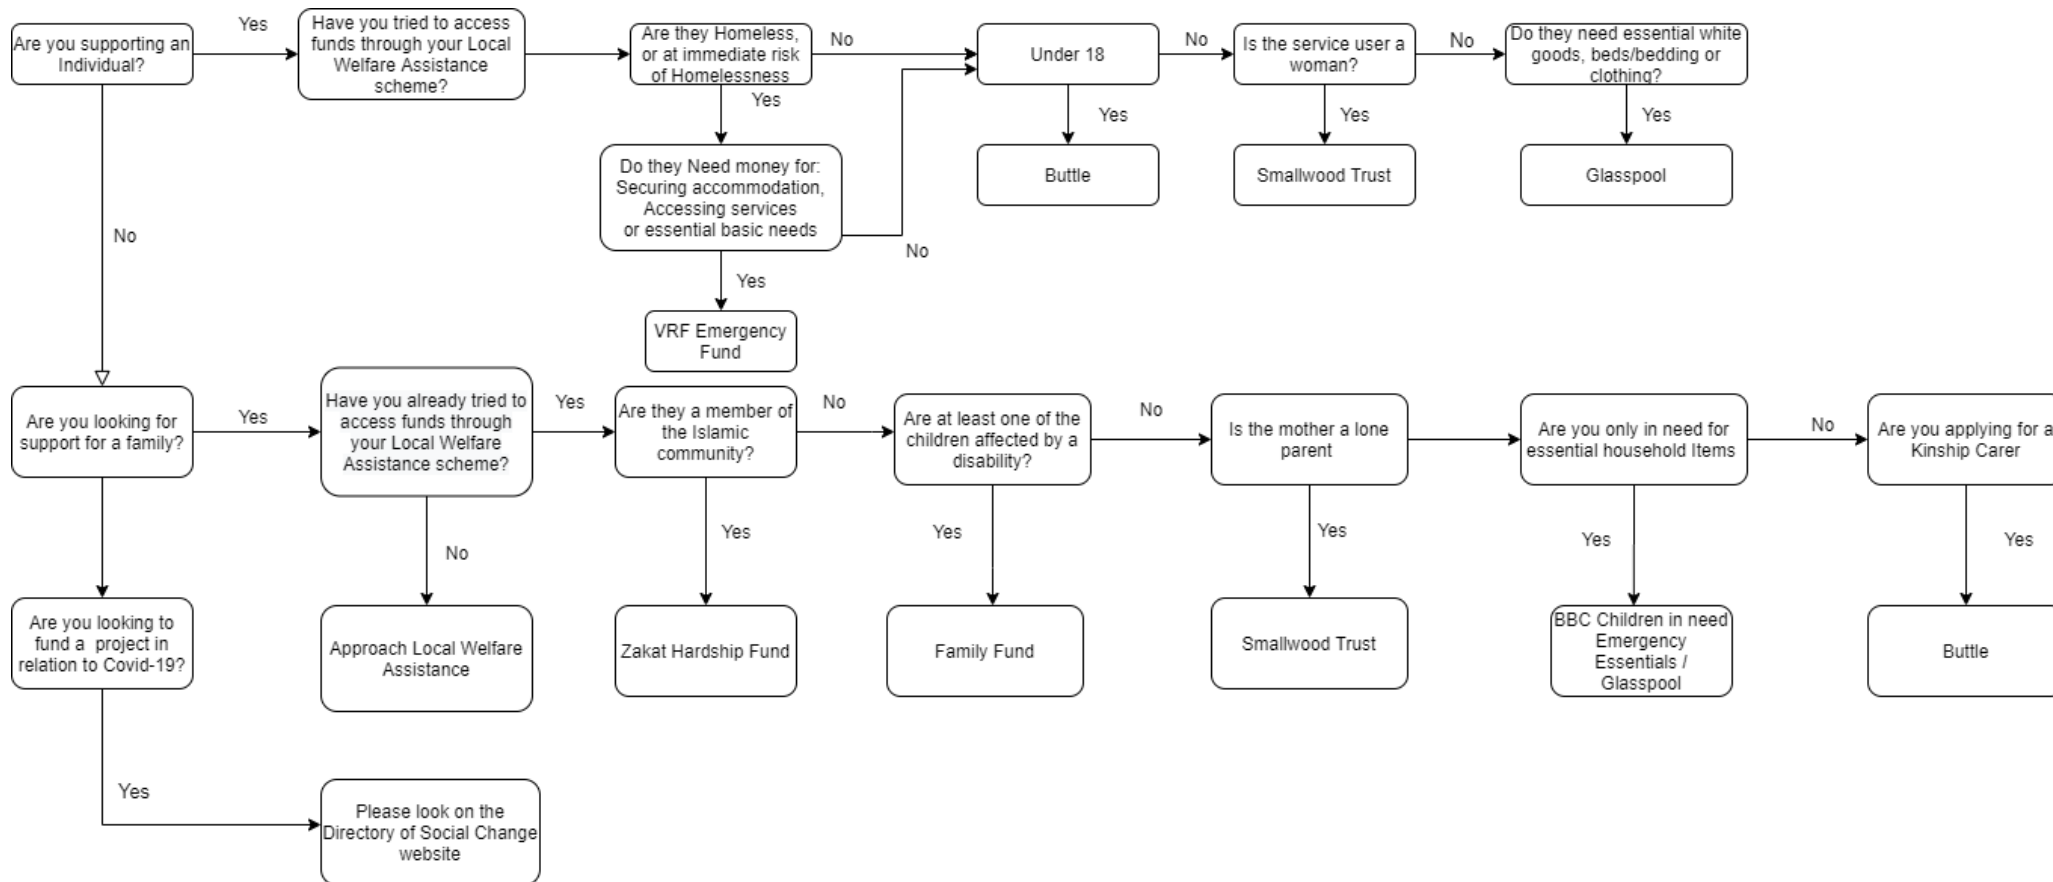 Are you supporting an
Individual?
Yes
Have you tried to access
funds through your Local
Welfare Assistance
scheme?
Are they Homeless,
or at immediate risk
of Homelessness
No
Under 18
No
Is the service user a
woman?
No
Do they need essential white
goods, beds/bedding or
clothing?
Yes
Yes
Yes
Yes
Do they Need money for:
Securing accommodation,
Accessing services
or essential basic needs
Buttle
Smallwood Trust
Glasspool
No
No
Yes
VRF Emergency
Fund
Are you looking for
support for a family?
Yes
Have you already tried to
access funds through
your Local Welfare
Assistance scheme?
Yes
Are they a member of
the Islamic
community?
No
Are at least one of the
children affected by a
disability?
No
Is the mother a lone
parent
Are you only in need for
essential household Items
No
Are you applying for a
Kinship Carer
No
Yes
Yes
Yes
Yes
Yes
Are you looking to
fund a project in
relation to Covid-19?
Approach Local Welfare
Assistance
Zakat Hardship Fund
Family Fund
Smallwood Trust
BBC Children in need
Emergency
Essentials /
Glasspool
Buttle
Yes
Please look on the
Directory of Social Change
website